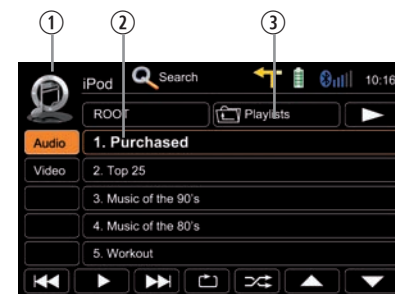 1 2 3
iPod Search 10:16
ROOT Playlists
Audio 1. Purchased
Video 2. Top 25
3. Music of the 90's
4. Music of the 80's
5. Workout